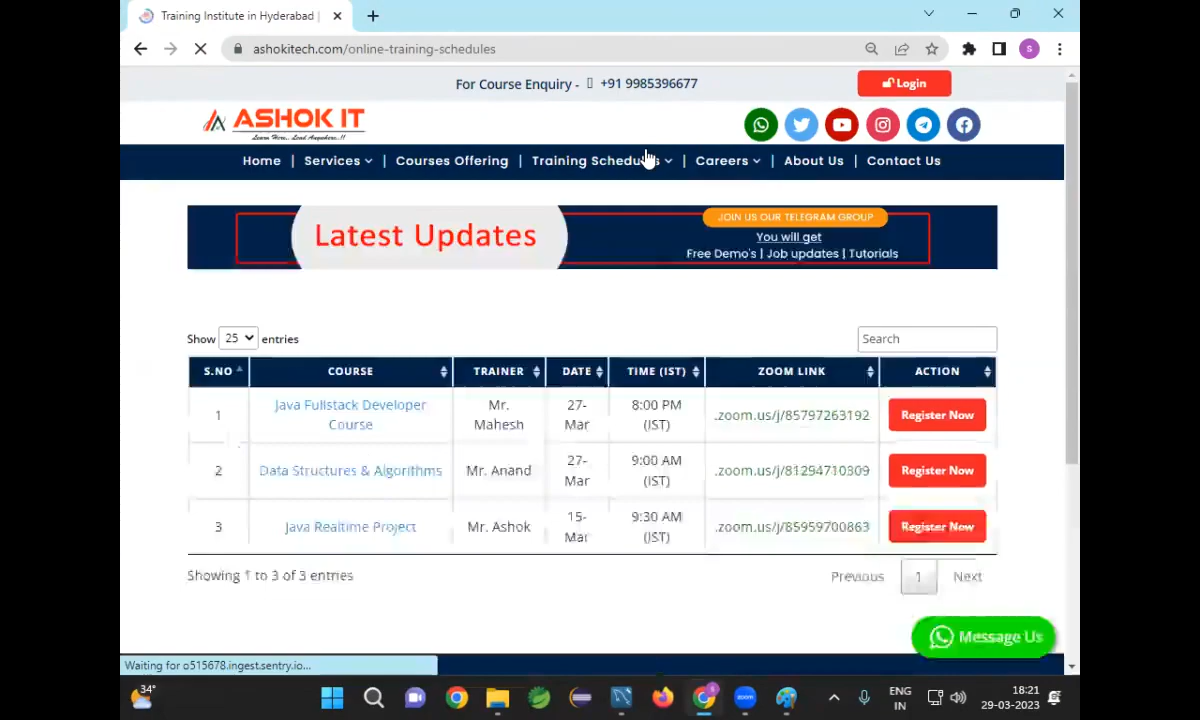 Training Institute in Hyderabad |
ashokitech.com/online-training-schedules
S
For Course Enquiry - +91 9985396677
Login
ASHOK IT
Learn Here.. Lead Anywhere..!!
Home | Services | Courses Offering | Training Schedules | Careers | About Us | Contact Us
Latest Updates
JOIN US OUR TELEGRAM GROUP
You will get
Free Demo's | Job updates | Tutorials
Show 25 entries
Search
S.NO COURSE TRAINER DATE TIME (IST) ZOOM LINK ACTION
1 Java Fullstack Developer Course Mr. Mahesh 27-Mar 8:00 PM (IST) .zoom.us/j/85797263192 Register Now
2 Data Structures & Algorithms Mr. Anand 27-Mar 9:00 AM (IST) .zoom.us/j/81294710309 Register Now
3 Java Realtime Project Mr. Ashok 15-Mar 9:30 AM (IST) .zoom.us/j/85959700863 Register Now
Showing 1 to 3 of 3 entries
Previous 1 Next
Message Us
Waiting for o515678.ingest.sentry.io...
34°
zoom
ENG
IN
18:21
29-03-2023